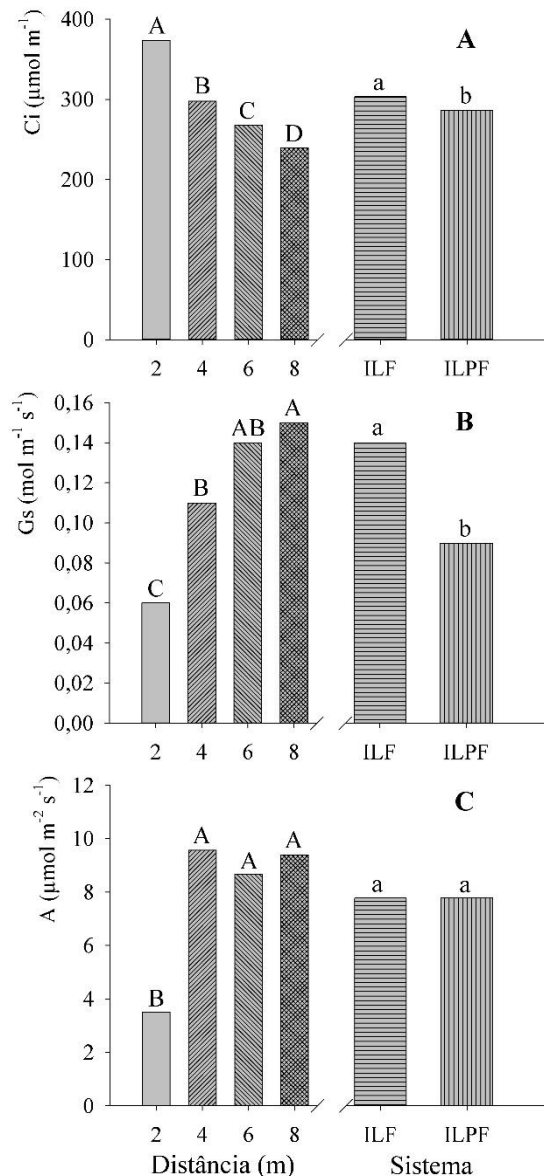 400
300
200
100
0
Ci (µmol m⁻¹)
A
B
C
D
a
b
A
2 4 6 8 ILF ILPF
0,16
0,14
0,12
0,10
0,08
0,06
0,04
0,02
0,00
Gs (mol m⁻¹ s⁻¹)
C
B
AB
A
a
b
B
2 4 6 8 ILF ILPF
12
10
8
6
4
2
0
A (µmol m⁻² s⁻¹)
B
A
A
A
a
a
C
2 4 6 8 ILF ILPF
Distância (m) Sistema